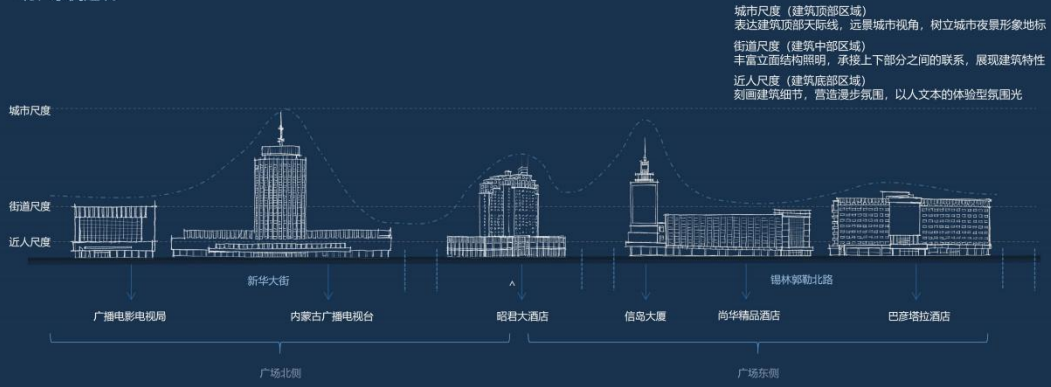 城市尺度（建筑顶部区域）
表达建筑顶部天际线，远景城市视角，树立城市夜景形象地标
街道尺度（建筑中部区域）
丰富立面结构照明，承接上下部分之间的联系，展现建筑特性
近人尺度（建筑底部区域）
刻画建筑细节，营造漫步氛围，以人文本的体验型氛围光
城市尺度
街道尺度
近人尺度
新华大街
锡林郭勒北路
广播电影电视局
内蒙古广播电视台
昭君大酒店
信岛大厦
尚华精品酒店
巴彦塔拉酒店
广场北侧
广场东侧